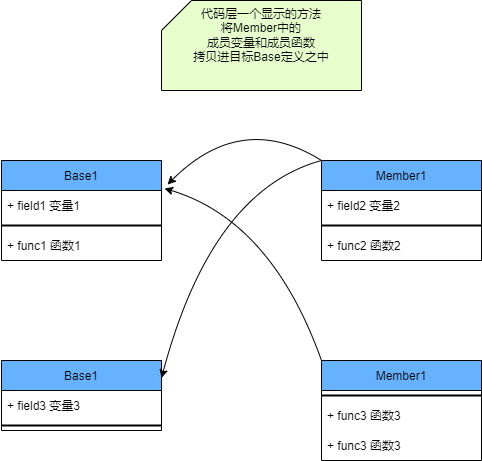 代码层一个显示的方法
将Member中的
成员变量和成员函数
拷贝进目标Base定义之中
Base1
+ field1 变量1
+ func1 函数1
Member1
+ field2 变量2
+ func2 函数2
Base1
+ field3 变量3
Member1
+ func3 函数3
+ func3 函数3